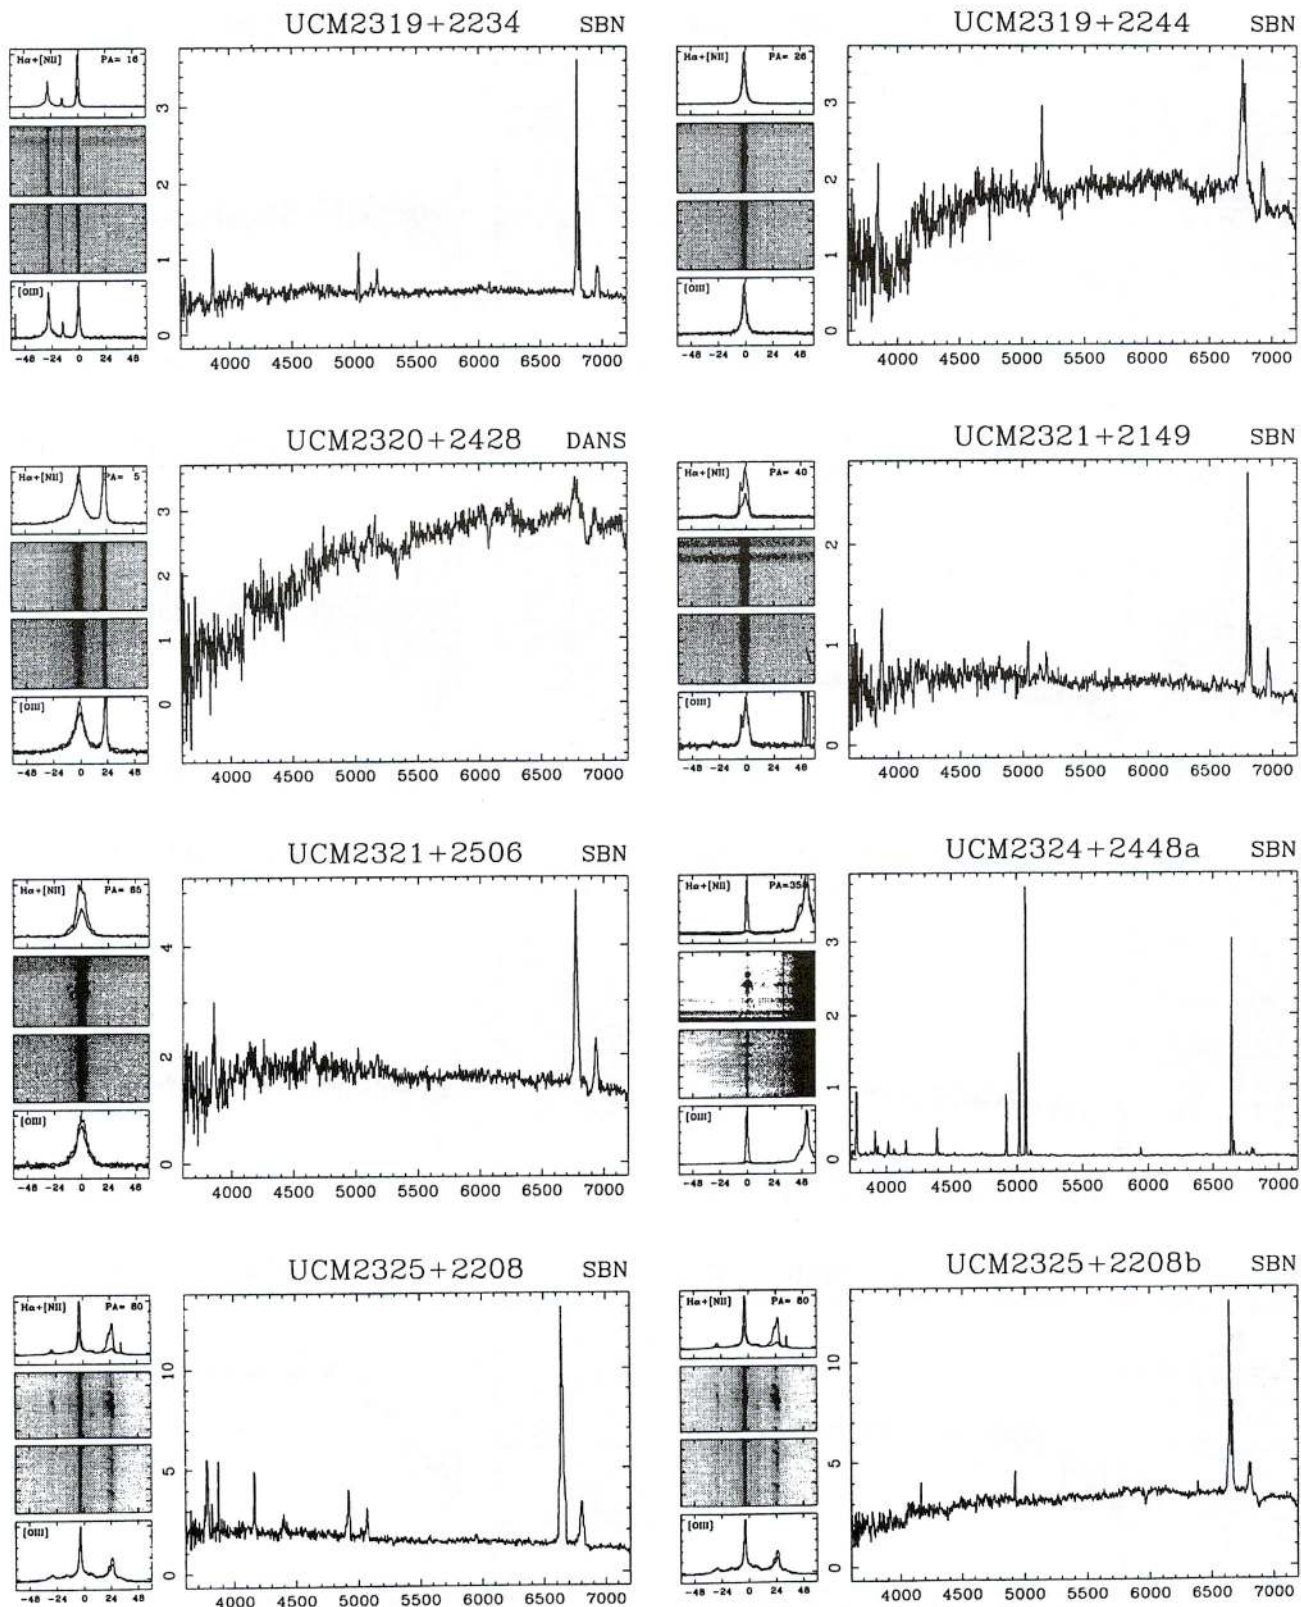 UCM2319+2234 SBN
Hα+[NII] PA= 16
[OIII]
-48 -24 0 24 48
0 1 2 3
4000 4500 5000 5500 6000 6500 7000
UCM2319+2244 SBN
Hα+[NII] PA= 26
[OIII]
-48 -24 0 24 48
0 1 2 3
4000 4500 5000 5500 6000 6500 7000
UCM2320+2428 DANS
Hα+[NII] PA= 5
[OIII]
-48 -24 0 24 48
0 1 2 3
4000 4500 5000 5500 6000 6500 7000
UCM2321+2149 SBN
Hα+[NII] PA= 40
[OIII]
-48 -24 0 24 48
0 1 2
4000 4500 5000 5500 6000 6500 7000
UCM2321+2506 SBN
Hα+[NII] PA= 65
[OIII]
-48 -24 0 24 48
0 2 4
4000 4500 5000 5500 6000 6500 7000
UCM2324+2448a SBN
Hα+[NII]
[OIII]
-48 -24 0 24 48
0 1 2 3
4000 4500 5000 5500 6000 6500 7000
UCM2325+2208 SBN
Hα+[NII] PA= 80
[OIII]
-48 -24 0 24 48
0 5 10
4000 4500 5000 5500 6000 6500 7000
UCM2325+2208b SBN
Hα+[NII] PA= 80
[OIII]
-48 -24 0 24 48
0 5 10
4000 4500 5000 5500 6000 6500 7000